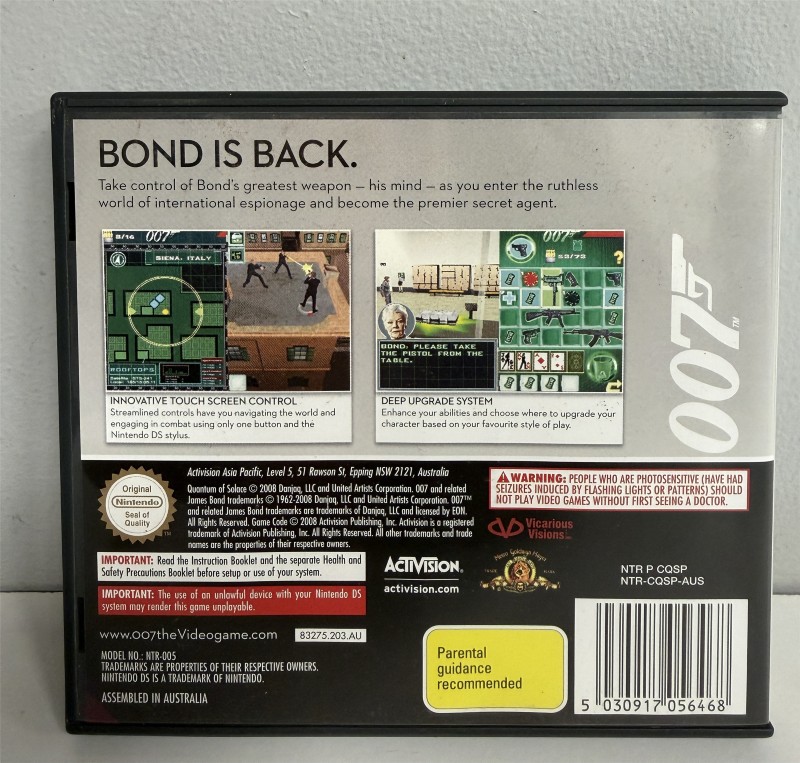 BOND IS BACK.
Take control of Bond's greatest weapon – his mind – as you enter the ruthless
world of international espionage and become the premier secret agent.
8/16 007
SIENA, ITALY
ROOFTOPS
007
53/73
?
BOND, PLEASE TAKE
THE PISTOL FROM THE
TABLE.
INNOVATIVE TOUCH SCREEN CONTROL
Streamlined controls have you navigating the world and
engaging in combat using only one button and the
Nintendo DS stylus.
DEEP UPGRADE SYSTEM
Enhance your abilities and choose where to upgrade your
character based on your favourite style of play.
007™
Original
Nintendo
Seal of
Quality
TM
Activision Asia Pacific, Level 5, 51 Rawson St, Epping NSW 2121, Australia
Quantum of Solace © 2008 Danjaq, LLC and United Artists Corporation. 007 and related
James Bond trademarks © 1962-2008 Danjaq, LLC and United Artists Corporation. 007™
and related James Bond trademarks are trademarks of Danjaq, LLC and licensed by EON.
All Rights Reserved. Game Code © 2008 Activision Publishing, Inc. Activision is a registered
trademark of Activision Publishing, Inc. All Rights Reserved. All other trademarks and trade
names are the properties of their respective owners.
WARNING: PEOPLE WHO ARE PHOTOSENSITIVE (HAVE HAD
SEIZURES INDUCED BY FLASHING LIGHTS OR PATTERNS) SHOULD
NOT PLAY VIDEO GAMES WITHOUT FIRST SEEING A DOCTOR.
Vicarious
Visions
IMPORTANT: Read the Instruction Booklet and the separate Health and
Safety Precautions Booklet before setup or use of your system.
IMPORTANT: The use of an unlawful device with your Nintendo DS
system may render this game unplayable.
ACTIVISION.
activision.com
Metro Goldwyn Mayer
TRADE MARK
NTR P CQSP
NTR-CQSP-AUS
www.007theVideogame.com
83275.203.AU
MODEL NO.: NTR-005
TRADEMARKS ARE PROPERTIES OF THEIR RESPECTIVE OWNERS.
NINTENDO DS IS A TRADEMARK OF NINTENDO.
ASSEMBLED IN AUSTRALIA
Parental
guidance
recommended
5 030917 056468